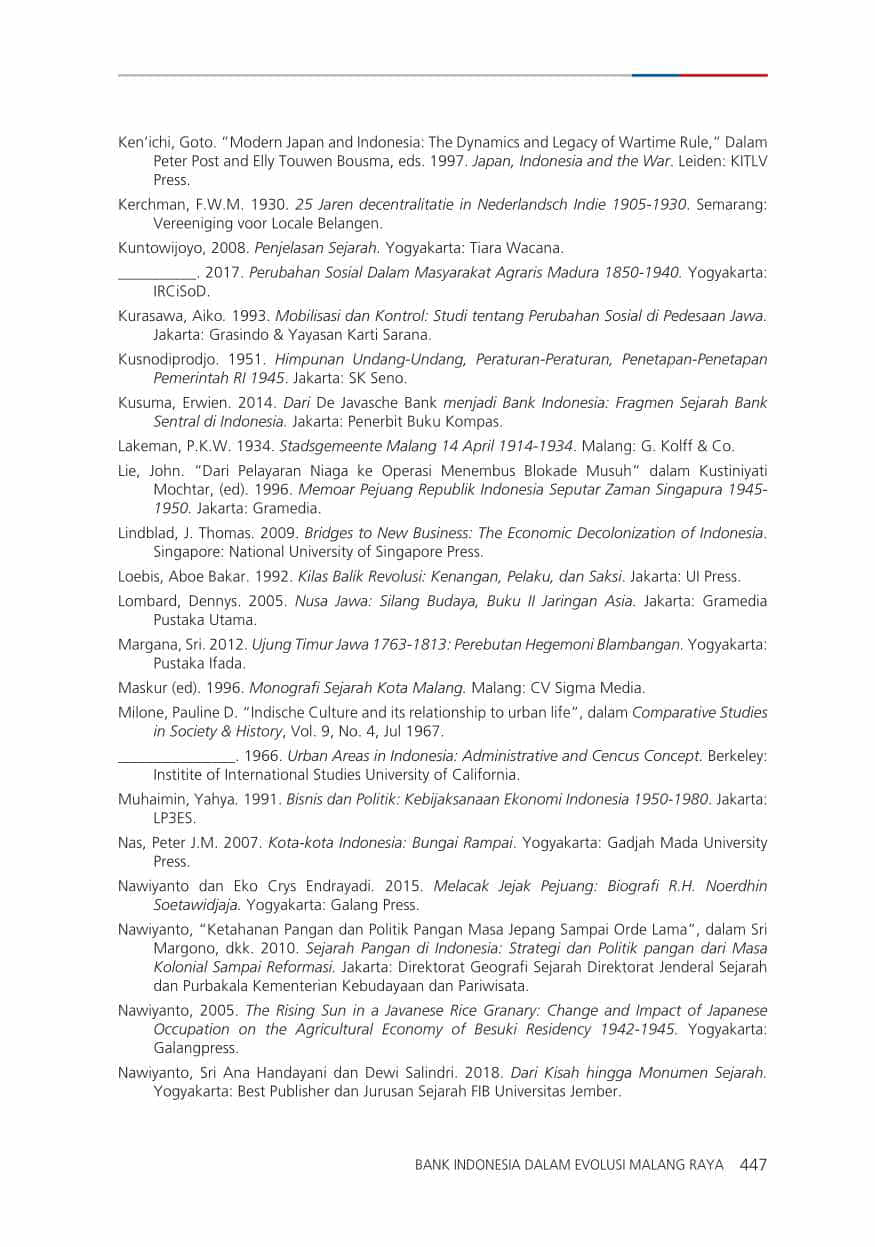 Ken’ichi, Goto. “Modern Japan and Indonesia: The Dynamics and Legacy of Wartime Rule,” Dalam
Peter Post and Elly Touwen Bousma, eds. 1997. Japan, Indonesia and the War. Leiden: KITLV
Press.
Kerchman, F.W.M. 1930. 25 Jaren decentralitatie in Nederlandsch Indie 1905-1930. Semarang:
Vereeniging voor Locale Belangen.
Kuntowijoyo, 2008. Penjelasan Sejarah. Yogyakarta: Tiara Wacana.
__________. 2017. Perubahan Sosial Dalam Masyarakat Agraris Madura 1850-1940. Yogyakarta:
IRCiSoD.
Kurasawa, Aiko. 1993. Mobilisasi dan Kontrol: Studi tentang Perubahan Sosial di Pedesaan Jawa.
Jakarta: Grasindo & Yayasan Karti Sarana.
Kusnodiprodjo. 1951. Himpunan Undang-Undang, Peraturan-Peraturan, Penetapan-Penetapan
Pemerintah RI 1945. Jakarta: SK Seno.
Kusuma, Erwien. 2014. Dari De Javasche Bank menjadi Bank Indonesia: Fragmen Sejarah Bank
Sentral di Indonesia. Jakarta: Penerbit Buku Kompas.
Lakeman, P.K.W. 1934. Stadsgemeente Malang 14 April 1914-1934. Malang: G. Kolff & Co.
Lie, John. “Dari Pelayaran Niaga ke Operasi Menembus Blokade Musuh” dalam Kustiniyati
Mochtar, (ed). 1996. Memoar Pejuang Republik Indonesia Seputar Zaman Singapura 1945-
1950. Jakarta: Gramedia.
Lindblad, J. Thomas. 2009. Bridges to New Business: The Economic Decolonization of Indonesia.
Singapore: National University of Singapore Press.
Loebis, Aboe Bakar. 1992. Kilas Balik Revolusi: Kenangan, Pelaku, dan Saksi. Jakarta: UI Press.
Lombard, Dennys. 2005. Nusa Jawa: Silang Budaya, Buku II Jaringan Asia. Jakarta: Gramedia
Pustaka Utama.
Margana, Sri. 2012. Ujung Timur Jawa 1763-1813: Perebutan Hegemoni Blambangan. Yogyakarta:
Pustaka Ifada.
Maskur (ed). 1996. Monografi Sejarah Kota Malang. Malang: CV Sigma Media.
Milone, Pauline D. “Indische Culture and its relationship to urban life”, dalam Comparative Studies
in Society & History, Vol. 9, No. 4, Jul 1967.
_______________. 1966. Urban Areas in Indonesia: Administrative and Cencus Concept. Berkeley:
Institite of International Studies University of California.
Muhaimin, Yahya. 1991. Bisnis dan Politik: Kebijaksanaan Ekonomi Indonesia 1950-1980. Jakarta:
LP3ES.
Nas, Peter J.M. 2007. Kota-kota Indonesia: Bungai Rampai. Yogyakarta: Gadjah Mada University
Press.
Nawiyanto dan Eko Crys Endrayadi. 2015. Melacak Jejak Pejuang: Biografi R.H. Noerdhin
Soetawidjaja. Yogyakarta: Galang Press.
Nawiyanto, “Ketahanan Pangan dan Politik Pangan Masa Jepang Sampai Orde Lama”, dalam Sri
Margono, dkk. 2010. Sejarah Pangan di Indonesia: Strategi dan Politik pangan dari Masa
Kolonial Sampai Reformasi. Jakarta: Direktorat Geografi Sejarah Direktorat Jenderal Sejarah
dan Purbakala Kementerian Kebudayaan dan Pariwisata.
Nawiyanto, 2005. The Rising Sun in a Javanese Rice Granary: Change and Impact of Japanese
Occupation on the Agricultural Economy of Besuki Residency 1942-1945. Yogyakarta:
Galangpress.
Nawiyanto, Sri Ana Handayani dan Dewi Salindri. 2018. Dari Kisah hingga Monumen Sejarah.
Yogyakarta: Best Publisher dan Jurusan Sejarah FIB Universitas Jember.
BANK INDONESIA DALAM EVOLUSI MALANG RAYA 447